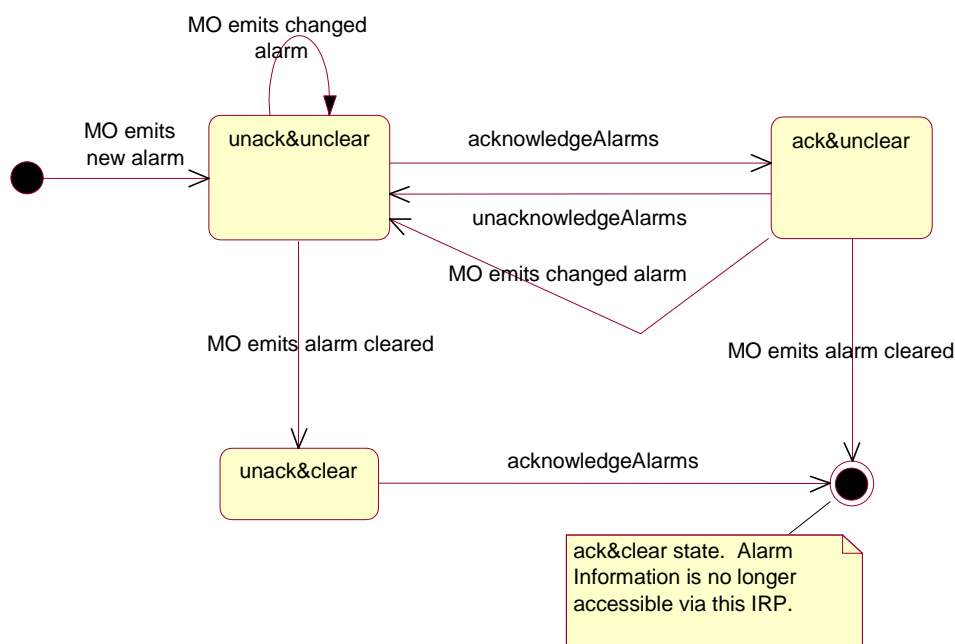 MO emits changed
alarm
MO emits
new alarm
unack&unclear
acknowledgeAlarms
ack&unclear
unacknowledgeAlarms
MO emits changed alarm
MO emits alarm cleared
MO emits alarm cleared
unack&clear
acknowledgeAlarms
ack&clear state. Alarm
Information is no longer
accessible via this IRP.